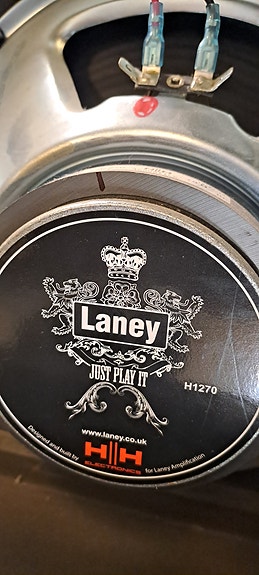 Laney
JUST PLAY IT
H1270
www.laney.co.uk
Designed and built by HH ELECTRONICS for Laney Amplification